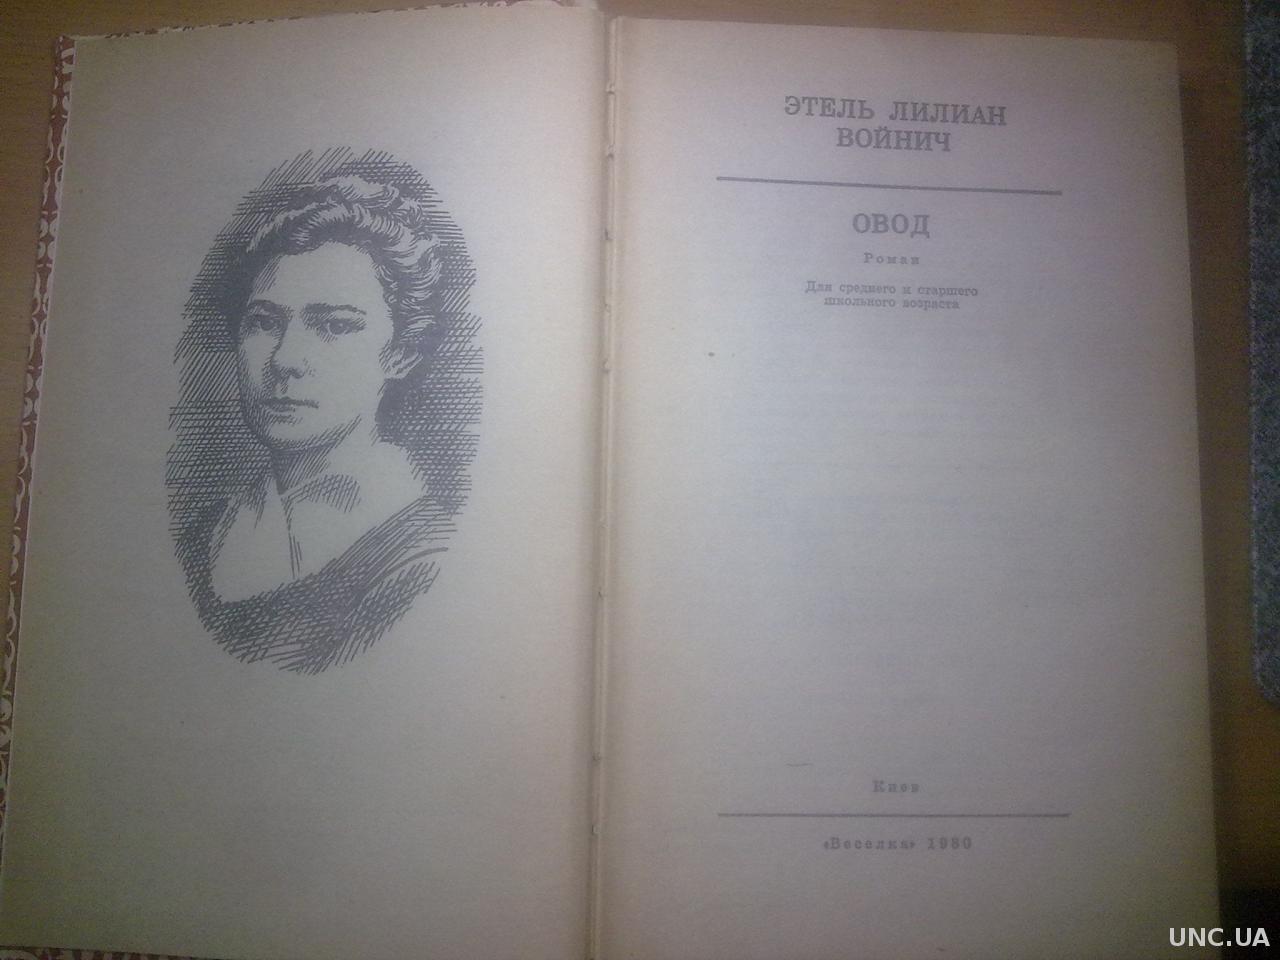 ЭТЕЛЬ ЛИЛИАН
ВОЙНИЧ
ОВОД
Роман
Для среднего и старшего
школьного возраста
Киев
«Веселка» 1980
UNC.UA